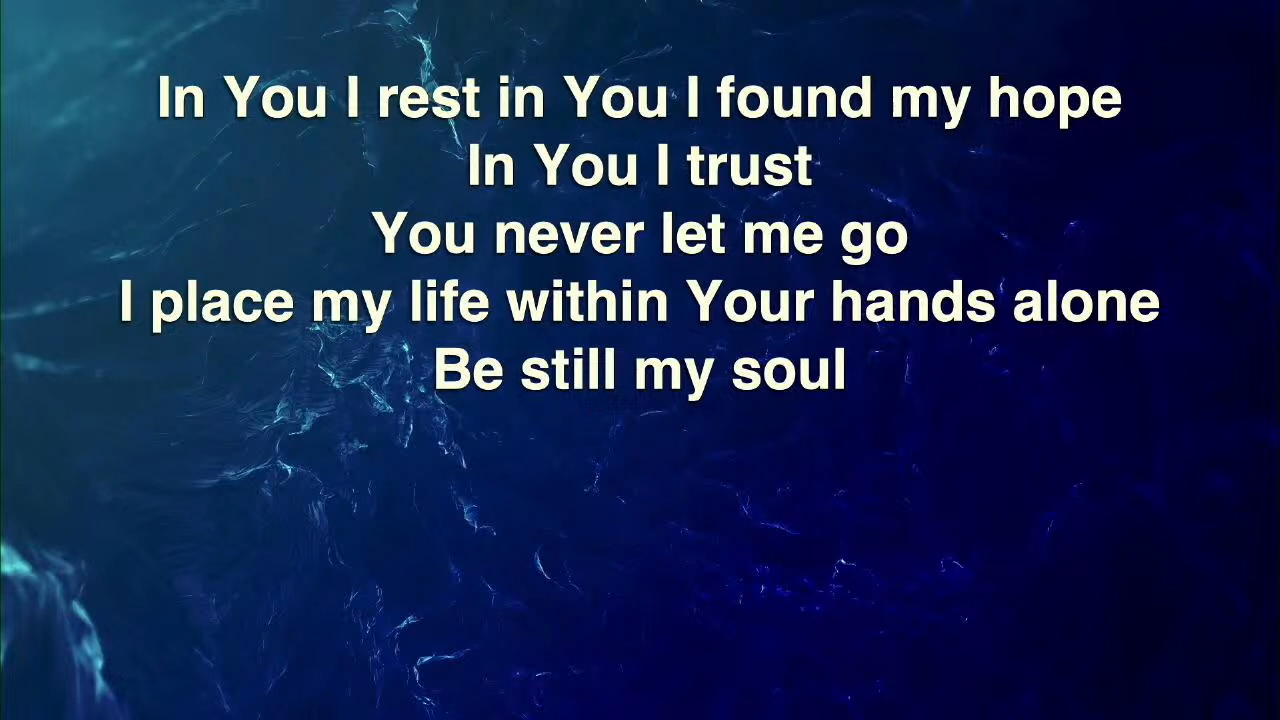 In You I rest in You I found my hope
In You I trust
You never let me go
I place my life within Your hands alone
Be still my soul